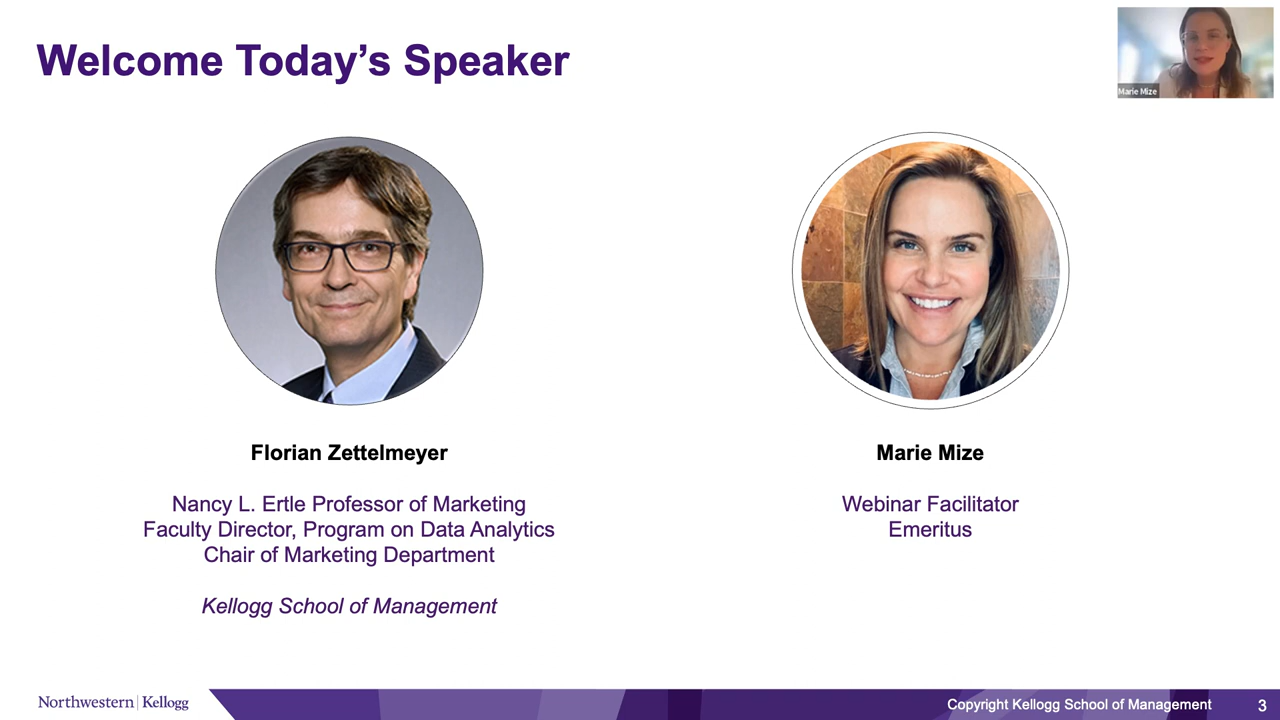 Welcome Today's Speaker
Marie Mize
Florian Zettelmeyer
Nancy L. Ertle Professor of Marketing
Faculty Director, Program on Data Analytics
Chair of Marketing Department
Kellogg School of Management
Marie Mize
Webinar Facilitator
Emeritus
Northwestern | Kellogg
Copyright Kellogg School of Management
3